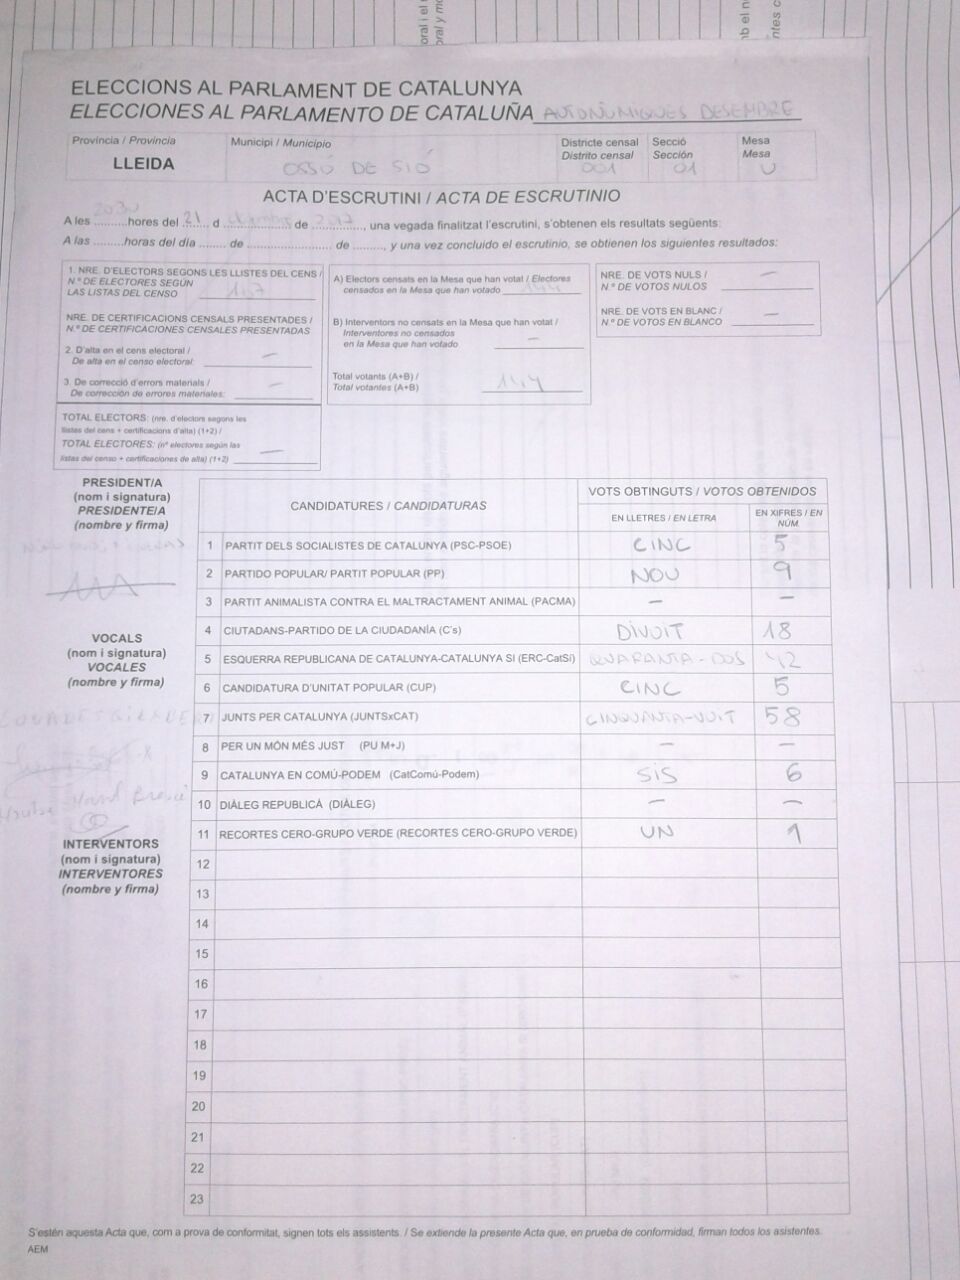 ELECCIONS AL PARLAMENT DE CATALUNYA
ELECCIONES AL PARLAMENTO DE CATALUÑA AUTOÑUMIQUES DESEMBRE
Província / Provincia
LLEIDA
Municipi / Municipio
OSSÓ DE SIÓ
Districte censal
Distrito censal
001
Secció
Sección
01
Mesa
Mesa
U
ACTA D'ESCRUTINI / ACTA DE ESCRUTINIO
A les 2030 hores del 21 d desembre de 2017, una vegada finalitzat l'escrutini, s'obtenen els resultats següents:
A las ......... horas del día ....... de ........................ de ........, y una vez concluido el escrutinio, se obtienen los siguientes resultados:
1. NRE. D'ELECTORS SEGONS LES LLISTES DEL CENS /
N.º DE ELECTORES SEGÚN
LAS LISTAS DEL CENSO
NRE. DE CERTIFICACIONS CENSALS PRESENTADES /
N.º DE CERTIFICACIONES CENSALES PRESENTADAS
2. D'alta en el cens electoral /
De alta en el censo electoral: —
3. De correcció d'errors materials /
De corrección de errores materiales: —
TOTAL ELECTORS: (nre. d'electors segons les
llistes del cens + certificacions d'alta) (1+2) /
TOTAL ELECTORES: (nº electores según las
listas del censo + certificaciones de alta) (1+2) —
A) Electors censats en la Mesa que han votat / Electores
censados en la Mesa que han votado 144
B) Interventors no censats en la Mesa que han votat /
Interventores no censados
en la Mesa que han votado —
Total votants (A+B) /
Total votantes (A+B) 144
NRE. DE VOTS NULS /
N.º DE VOTOS NULOS —
NRE. DE VOTS EN BLANC /
N.º DE VOTOS EN BLANCO —
PRESIDENT/A
(nom i signatura)
PRESIDENTE/A
(nombre y firma)
VOCALS
(nom i signatura)
VOCALES
(nombre y firma)
INTERVENTORS
(nom i signatura)
INTERVENTORES
(nombre y firma)
CANDIDATURES / CANDIDATURAS
VOTS OBTINGUTS / VOTOS OBTENIDOS
EN LLETRES / EN LETRA
EN XIFRES / EN NÚM.
1 PARTIT DELS SOCIALISTES DE CATALUNYA (PSC-PSOE) CINC 5
2 PARTIDO POPULAR/ PARTIT POPULAR (PP) NOU 9
3 PARTIT ANIMALISTA CONTRA EL MALTRACTAMENT ANIMAL (PACMA) — —
4 CIUTADANS-PARTIDO DE LA CIUDADANÍA (C's) DIVUIT 18
5 ESQUERRA REPUBLICANA DE CATALUNYA-CATALUNYA SÍ (ERC-CatSí) QUARANTA-DOS 42
6 CANDIDATURA D'UNITAT POPULAR (CUP) CINC 5
7 JUNTS PER CATALUNYA (JUNTSxCAT) CINQUANTA-VUIT 58
8 PER UN MÓN MÉS JUST (PU M+J) — —
9 CATALUNYA EN COMÚ-PODEM (CatComú-Podem) SIS 6
10 DIÀLEG REPUBLICÀ (DIÀLEG) — —
11 RECORTES CERO-GRUPO VERDE (RECORTES CERO-GRUPO VERDE) UN 1
12
13
14
15
16
17
18
19
20
21
22
23
S'estén aquesta Acta que, com a prova de conformitat, signen tots els assistents. / Se extiende la presente Acta que, en prueba de conformidad, firman todos los asistentes.
AEM